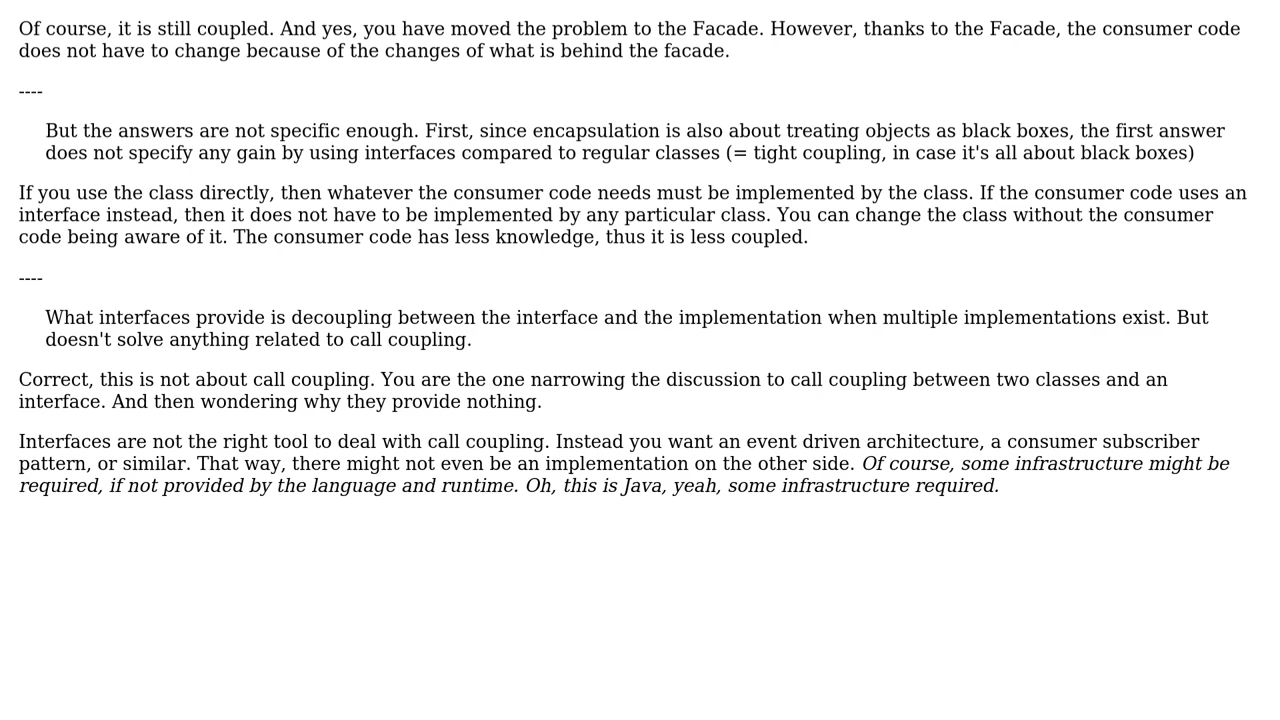 Of course, it is still coupled. And yes, you have moved the problem to the Facade. However, thanks to the Facade, the consumer code
does not have to change because of the changes of what is behind the facade.
----
But the answers are not specific enough. First, since encapsulation is also about treating objects as black boxes, the first answer
does not specify any gain by using interfaces compared to regular classes (= tight coupling, in case it's all about black boxes)
If you use the class directly, then whatever the consumer code needs must be implemented by the class. If the consumer code uses an
interface instead, then it does not have to be implemented by any particular class. You can change the class without the consumer
code being aware of it. The consumer code has less knowledge, thus it is less coupled.
----
What interfaces provide is decoupling between the interface and the implementation when multiple implementations exist. But
doesn't solve anything related to call coupling.
Correct, this is not about call coupling. You are the one narrowing the discussion to call coupling between two classes and an
interface. And then wondering why they provide nothing.
Interfaces are not the right tool to deal with call coupling. Instead you want an event driven architecture, a consumer subscriber
pattern, or similar. That way, there might not even be an implementation on the other side. Of course, some infrastructure might be
required, if not provided by the language and runtime. Oh, this is Java, yeah, some infrastructure required.